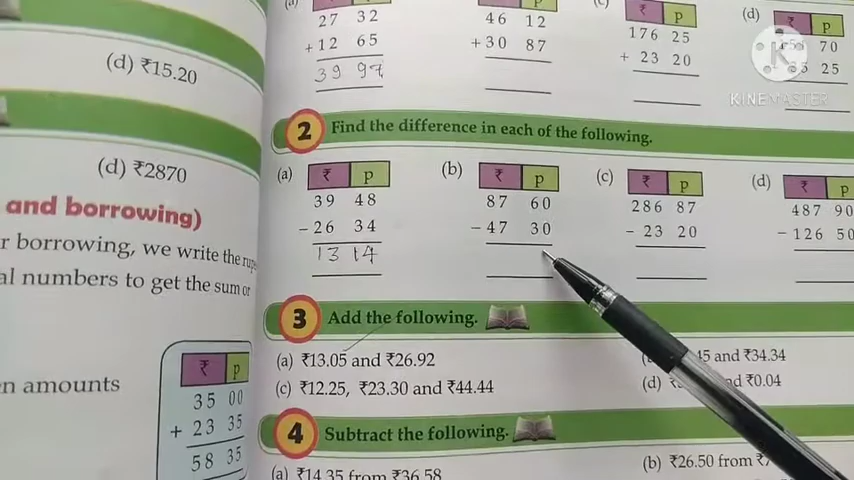 (d) ₹15.20
(d) ₹2870
and borrowing)
r borrowing, we write the rupe
al numbers to get the sum or
n amounts
₹ p
35 00
+ 23 35
58 35
₹ p (c) ₹ p (d) ₹ p
27 32 46 12 176 25 70
+ 12 65 + 30 87 + 23 20 25
39 97
KINEMASTER
2 Find the difference in each of the following.
(a) ₹ p (b) ₹ p (c) ₹ p (d) ₹ p
39 48 87 60 286 87 487 90
- 26 34 - 47 30 - 23 20 - 126 50
13 14
3 Add the following.
(a) ₹13.05 and ₹26.92 45 and ₹34.34
(c) ₹12.25, ₹23.30 and ₹44.44 (d) and ₹0.04
4 Subtract the following.
(a) ₹14.35 from ₹36.58 (b) ₹26.50 from